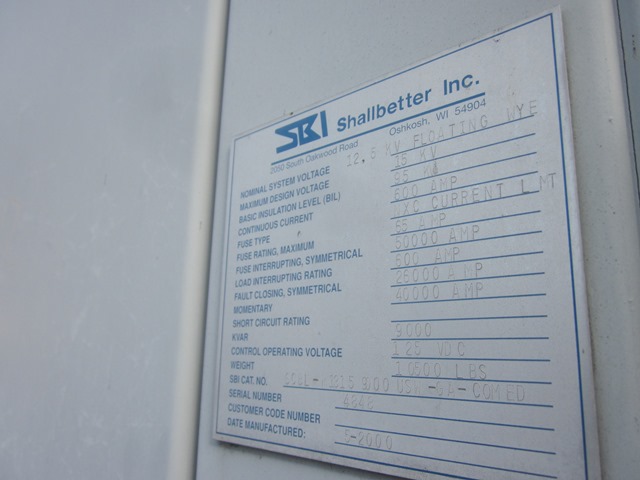 SBI Shallbetter Inc.
2050 South Oakwood Road Oshkosh, WI 54904
NOMINAL SYSTEM VOLTAGE 12.5 KV FLOATING WYE
MAXIMUM DESIGN VOLTAGE 15 KV
BASIC INSULATION LEVEL (BIL) 95
CONTINUOUS CURRENT 600 AMP
FUSE TYPE CURRENT
FUSE RATING, MAXIMUM 65 AMP
FUSE INTERRUPTING, SYMMETRICAL 50000 AMP
LOAD INTERRUPTING RATING 600 AMP
FAULT CLOSING, SYMMETRICAL AMP
MOMENTARY 40000 AMP
SHORT CIRCUIT RATING
KVAR 9000
CONTROL OPERATING VOLTAGE 125 VDC
WEIGHT 10500 LBS
SBI CAT. NO.
SERIAL NUMBER 4848
CUSTOMER CODE NUMBER
DATE MANUFACTURED: 5-2000